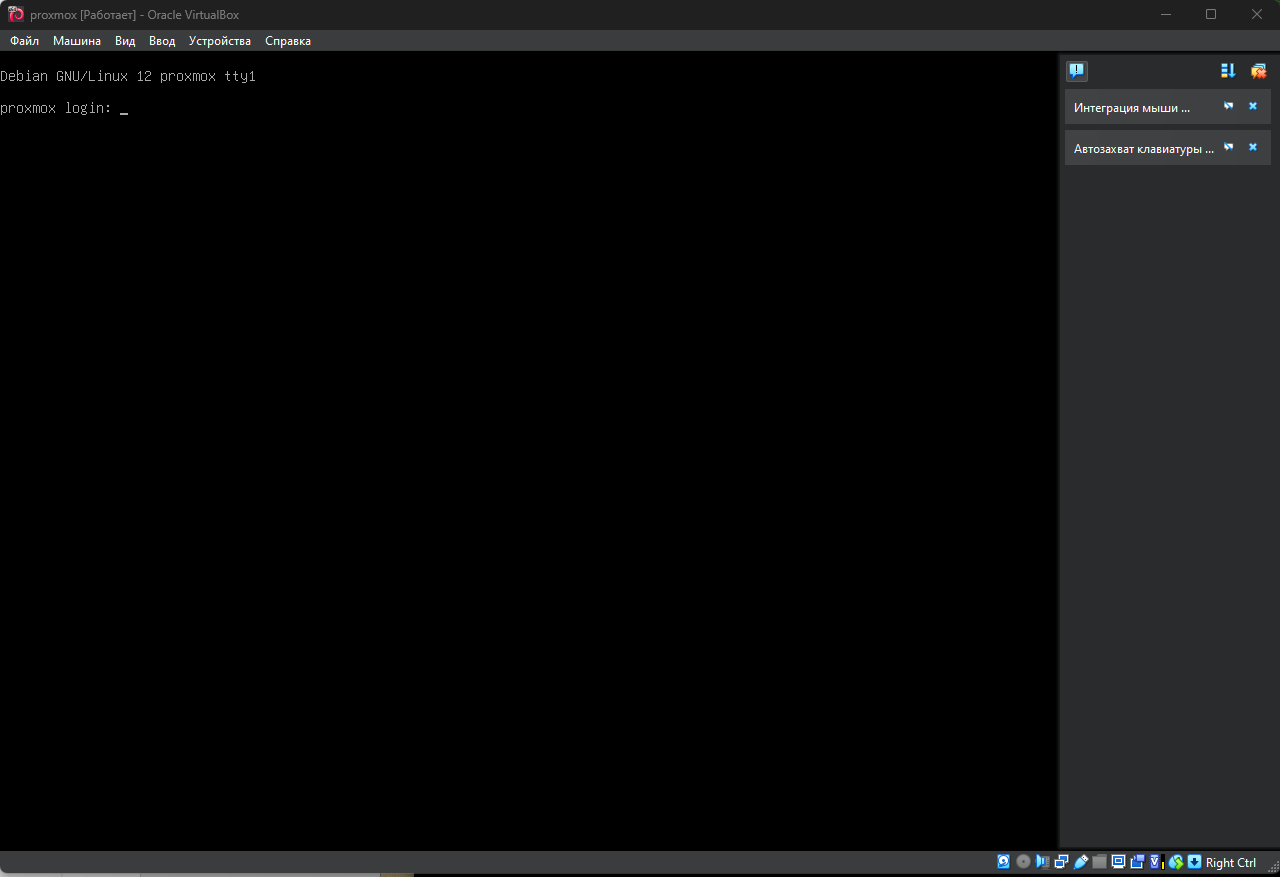 proxmox [Работает] - Oracle VirtualBox
Файл Машина Вид Ввод Устройства Справка
Debian GNU/Linux 12 proxmox tty1
proxmox login: _
Интеграция мыши ...
Автозахват клавиатуры ...
Right Ctrl